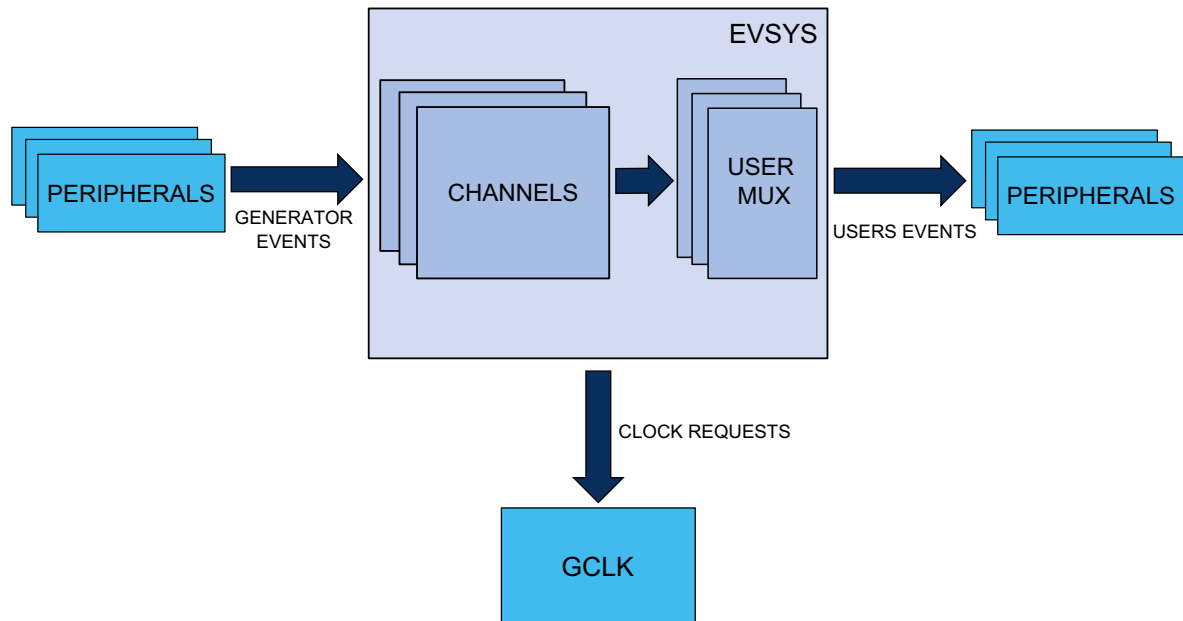 EVSYS
PERIPHERALS
GENERATOR
EVENTS
CHANNELS
USER
MUX
USERS EVENTS
PERIPHERALS
CLOCK REQUESTS
GCLK